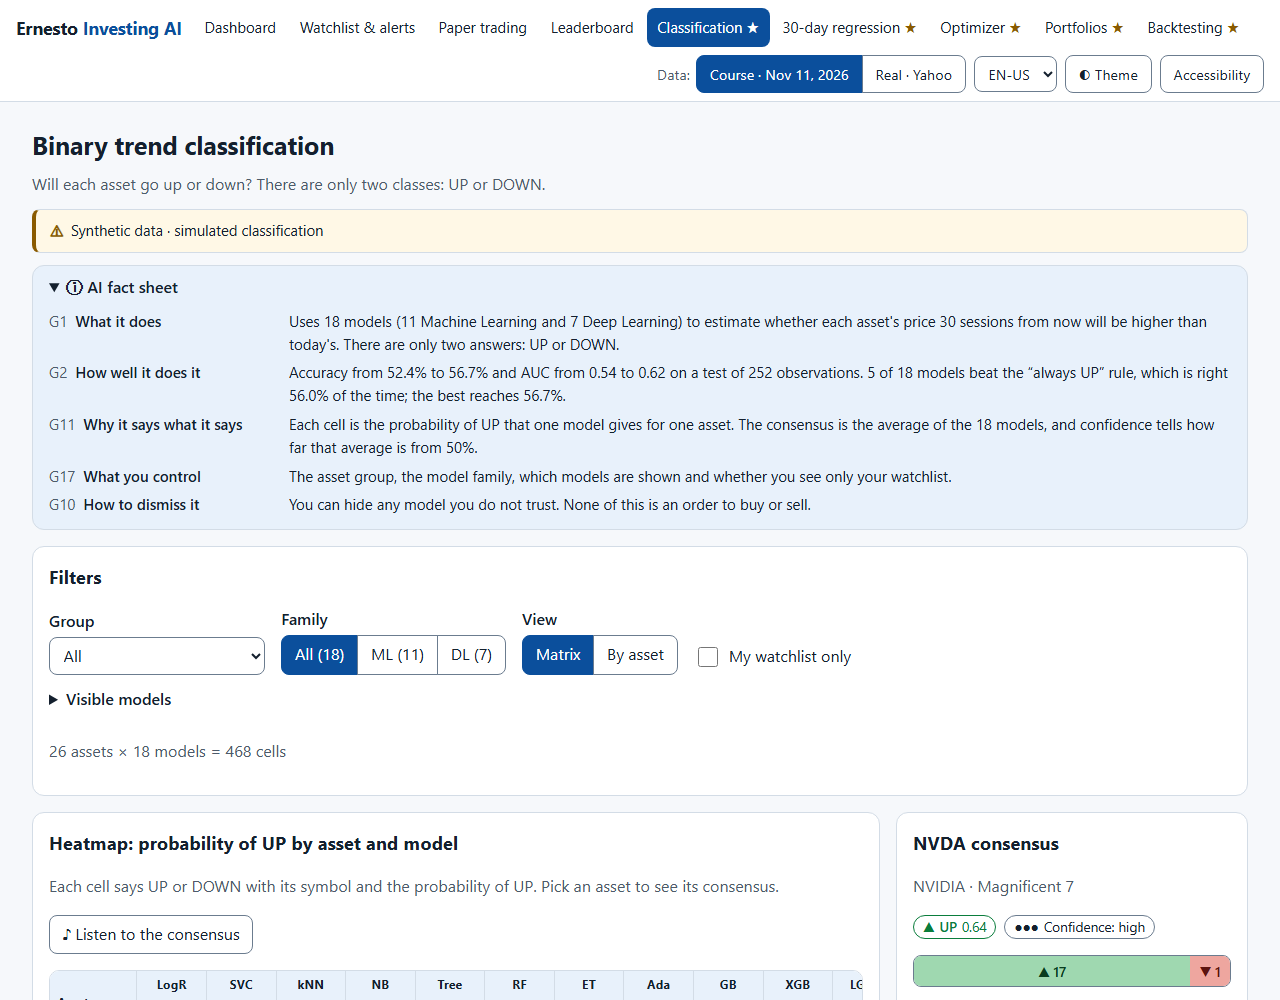 Ernesto Investing AI
Dashboard
Watchlist & alerts
Paper trading
Leaderboard
Classification ★
30-day regression ★
Optimizer ★
Portfolios ★
Backtesting ★
Data:
Course · Nov 11, 2026
Real · Yahoo
EN-US
◐ Theme
Accessibility
Binary trend classification
Will each asset go up or down? There are only two classes: UP or DOWN.
⚠ Synthetic data · simulated classification
▼ ⓘ AI fact sheet
G1 What it does
Uses 18 models (11 Machine Learning and 7 Deep Learning) to estimate whether each asset's price 30 sessions from now will be higher than
today's. There are only two answers: UP or DOWN.
G2 How well it does it
Accuracy from 52.4% to 56.7% and AUC from 0.54 to 0.62 on a test of 252 observations. 5 of 18 models beat the “always UP” rule, which is right
56.0% of the time; the best reaches 56.7%.
G11 Why it says what it says
Each cell is the probability of UP that one model gives for one asset. The consensus is the average of the 18 models, and confidence tells how
far that average is from 50%.
G17 What you control
The asset group, the model family, which models are shown and whether you see only your watchlist.
G10 How to dismiss it
You can hide any model you do not trust. None of this is an order to buy or sell.
Filters
Group
All
Family
All (18)
ML (11)
DL (7)
View
Matrix
By asset
My watchlist only
▶ Visible models
26 assets × 18 models = 468 cells
Heatmap: probability of UP by asset and model
Each cell says UP or DOWN with its symbol and the probability of UP. Pick an asset to see its consensus.
♪ Listen to the consensus
LogR
SVC
kNN
NB
Tree
RF
ET
Ada
GB
XGB
NVDA consensus
NVIDIA · Magnificent 7
▲ UP 0.64
●●● Confidence: high
▲ 17
▼ 1